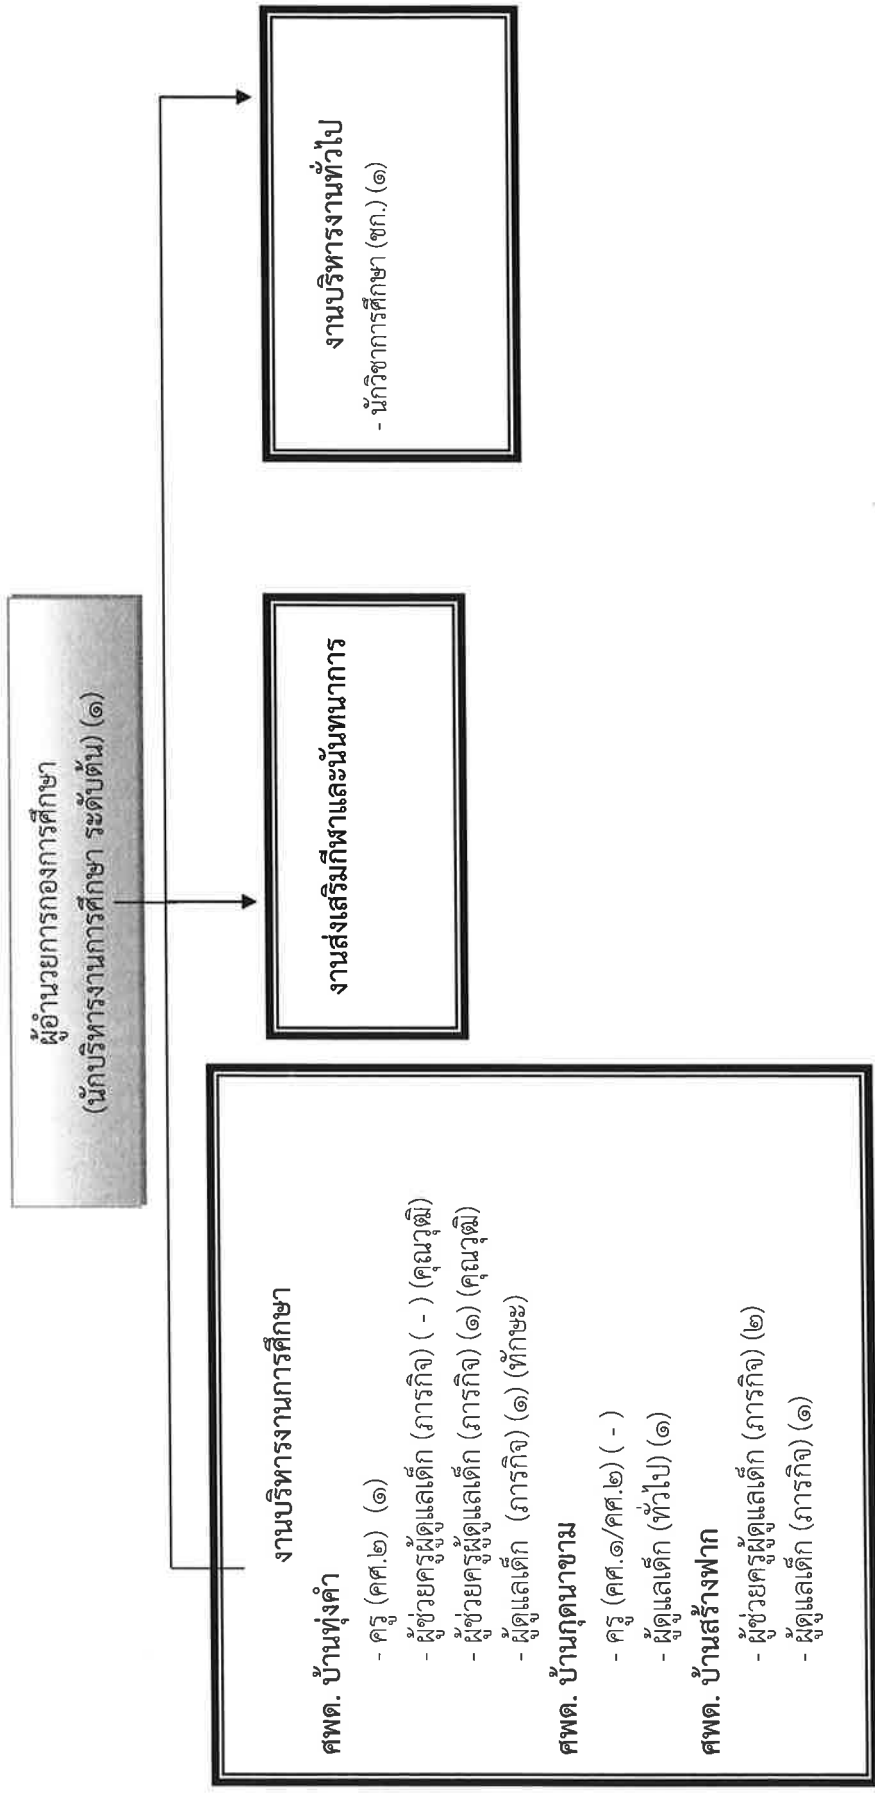 ผู้อำนวยการกองการศึกษา
(นักบริหารงานการศึกษา ระดับต้น) (๑)
งานบริหารงานการศึกษา
ศพด. บ้านทุ่งคำ
- ครู (คศ.๒) (๑)
- ผู้ช่วยครูผู้ดูแลเด็ก (ภารกิจ) ( - ) (คุณวุฒิ)
- ผู้ช่วยครูผู้ดูแลเด็ก (ภารกิจ) (๑) (คุณวุฒิ)
- ผู้ดูแลเด็ก (ภารกิจ) (๑) (ทักษะ)
ศพด. บ้านกุดนาขาม
- ครู (คศ.๑/คศ.๒) ( - )
- ผู้ดูแลเด็ก (ทั่วไป) (๑)
ศพด. บ้านสร้างฟาก
- ผู้ช่วยครูผู้ดูแลเด็ก (ภารกิจ) (๒)
- ผู้ดูแลเด็ก (ภารกิจ) (๑)
งานส่งเสริมกีฬาและนันทนาการ
งานบริหารงานทั่วไป
- นักวิชาการศึกษา (ชก.) (๑)